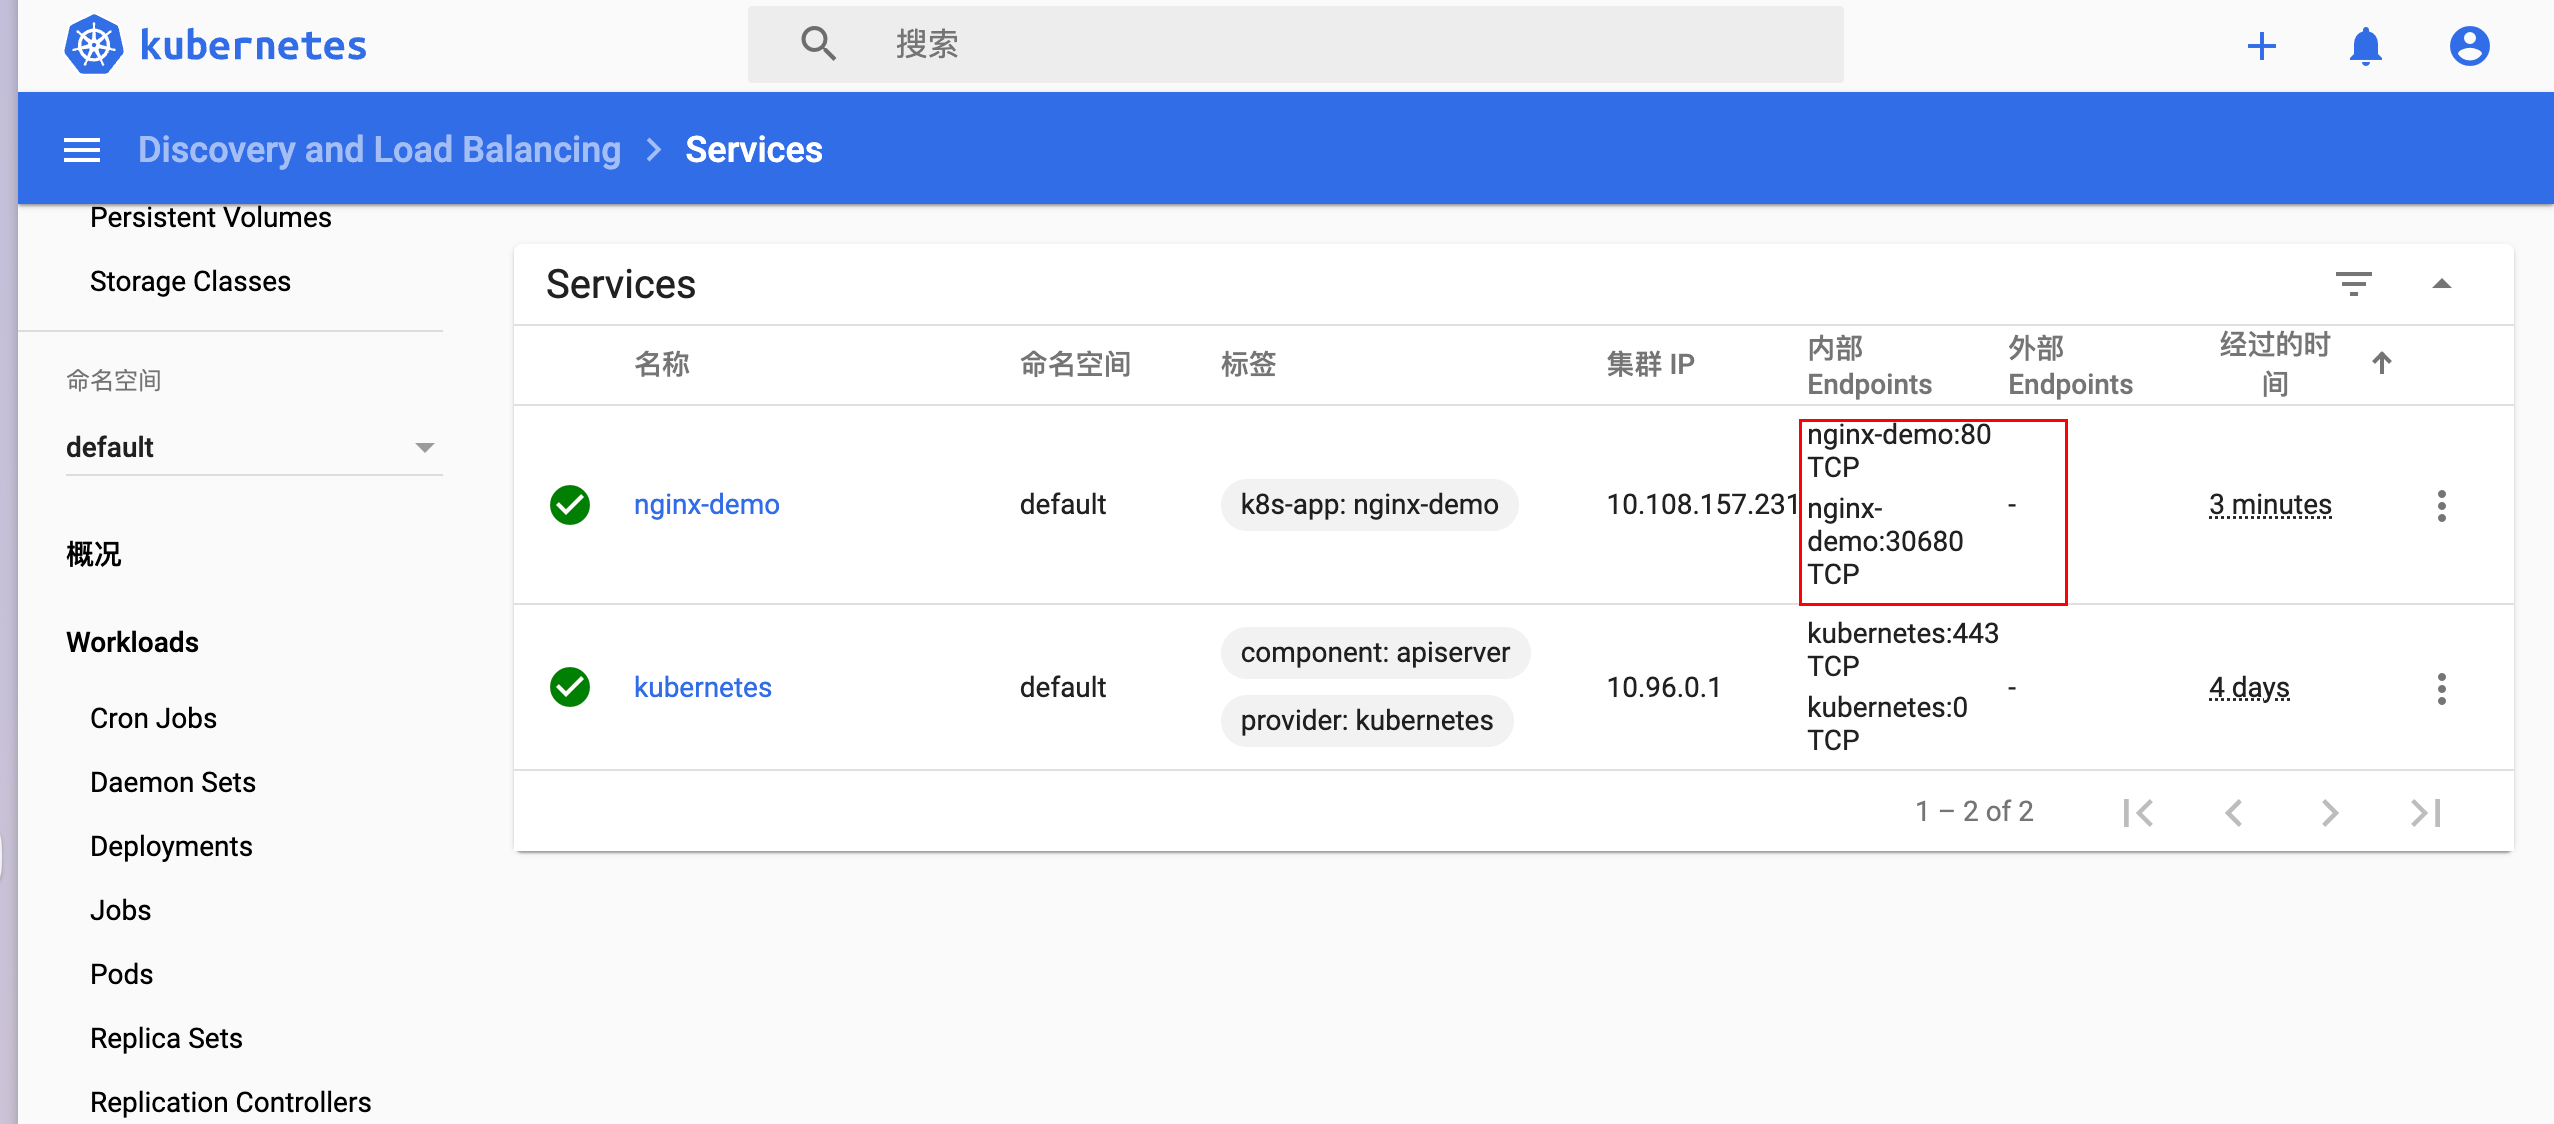 kubernetes
搜索
Discovery and Load Balancing > Services
Persistent Volumes
Storage Classes
命名空间
default
概况
Workloads
Cron Jobs
Daemon Sets
Deployments
Jobs
Pods
Replica Sets
Replication Controllers
Services
名称
命名空间
标签
集群 IP
内部
Endpoints
外部
Endpoints
经过的时
间
nginx-demo
default
k8s-app: nginx-demo
10.108.157.231
nginx-demo:80
TCP
nginx-
demo:30680
TCP
-
3 minutes
kubernetes
default
component: apiserver
provider: kubernetes
10.96.0.1
kubernetes:443
TCP
kubernetes:0
TCP
-
4 days
1 – 2 of 2